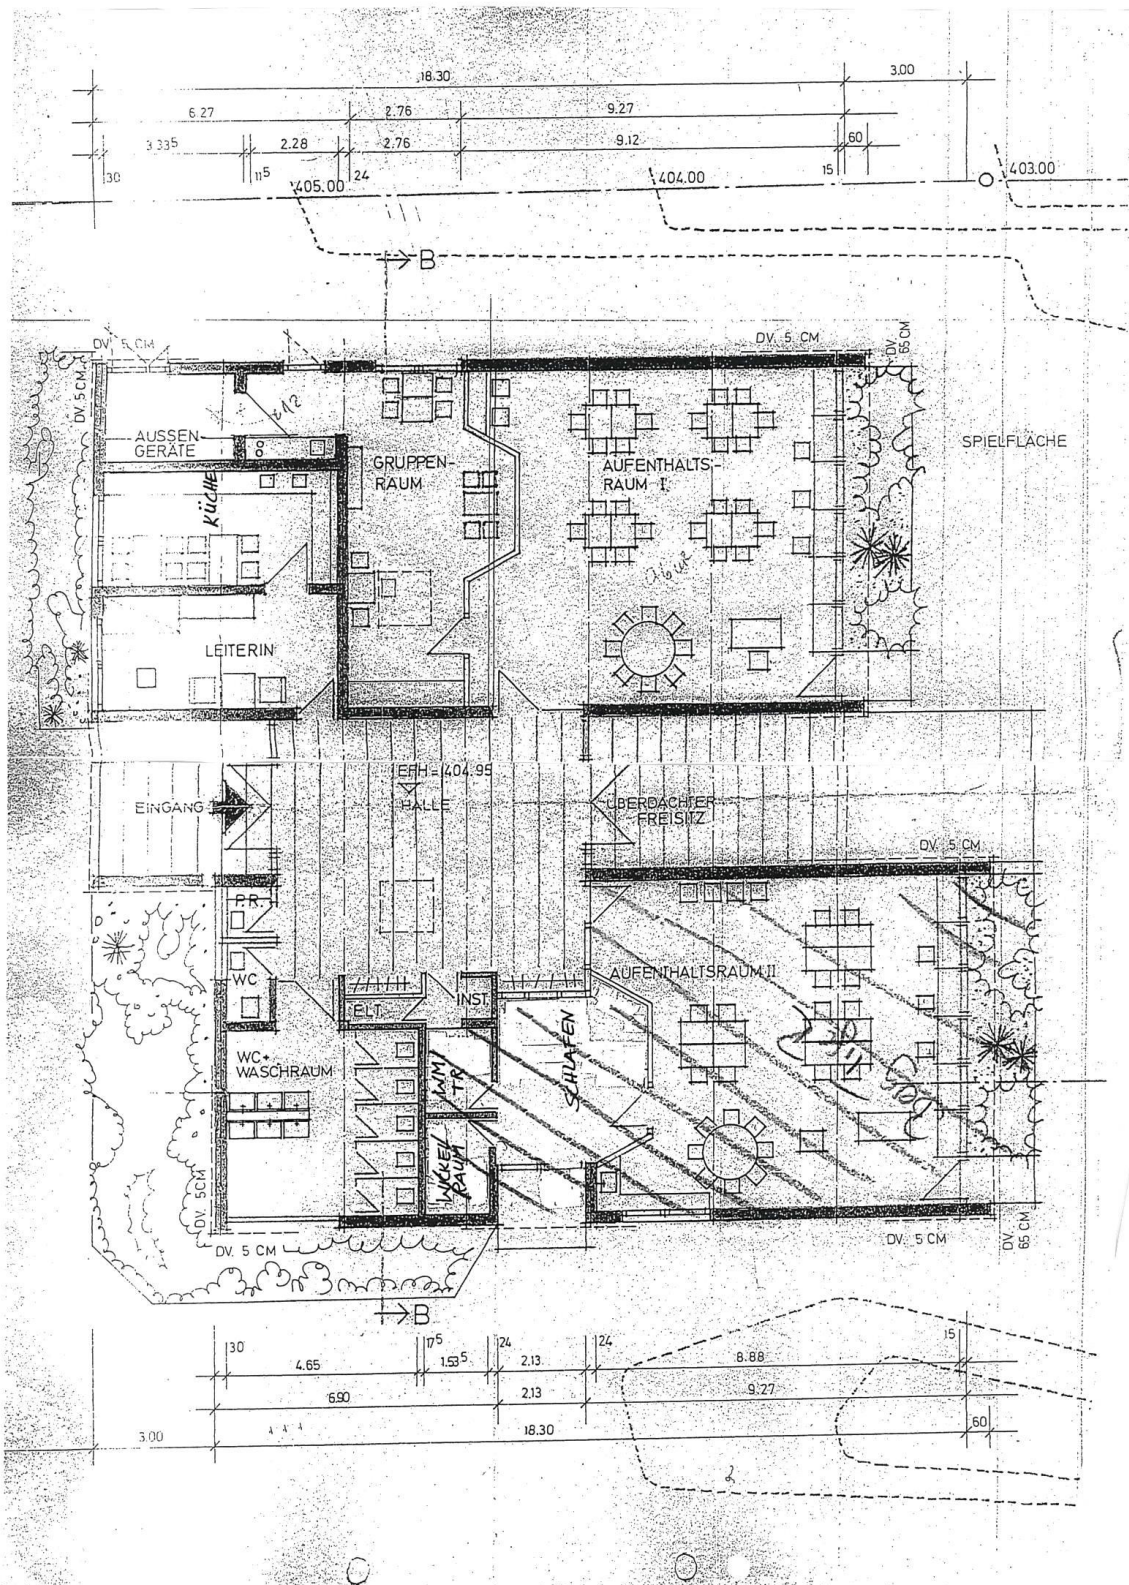 18.30
3.00
6.27
2.76
9.27
3.33⁵
2.28
2.76
9.12
60
30
11⁵
24
15
405.00
404.00
403.00
B
DV. 5 CM
DV. 5 CM
DV. 65 CM
DV. 5 CM
AUSSEN-
GERÄTE
KÜCHE
GRUPPEN-
RAUM
AUFENTHALTS-
RAUM I
SPIELFLÄCHE
LEITERIN
EFH = 404.95
EINGANG
HALLE
ÜBERDACHTER
FREISITZ
DV. 5 CM
P.R.
WC
ELT.
INST.
AUFENTHALTSRAUM II
WC+
WASCHRAUM
WM
TR.
SCHLAFEN
WICKEL
RAUM
DV. 5CM
DV. 5 CM
DV. 5 CM
DV. 65 CM
B
30
17⁵
24
24
15
4.65
1.53⁵
2.13
8.88
6.90
2.13
9.27
3.00
18.30
60